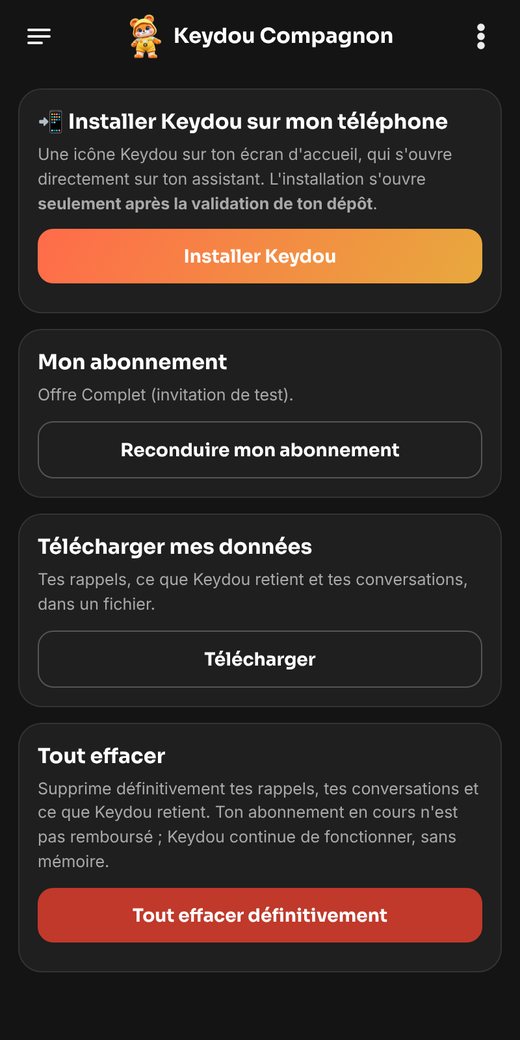 Keydou Compagnon
📲 Installer Keydou sur mon téléphone
Une icône Keydou sur ton écran d'accueil, qui s'ouvre
directement sur ton assistant. L'installation s'ouvre
seulement après la validation de ton dépôt.
Installer Keydou
Mon abonnement
Offre Complet (invitation de test).
Reconduire mon abonnement
Télécharger mes données
Tes rappels, ce que Keydou retient et tes conversations,
dans un fichier.
Télécharger
Tout effacer
Supprime définitivement tes rappels, tes conversations et
ce que Keydou retient. Ton abonnement en cours n'est
pas remboursé ; Keydou continue de fonctionner, sans
mémoire.
Tout effacer définitivement